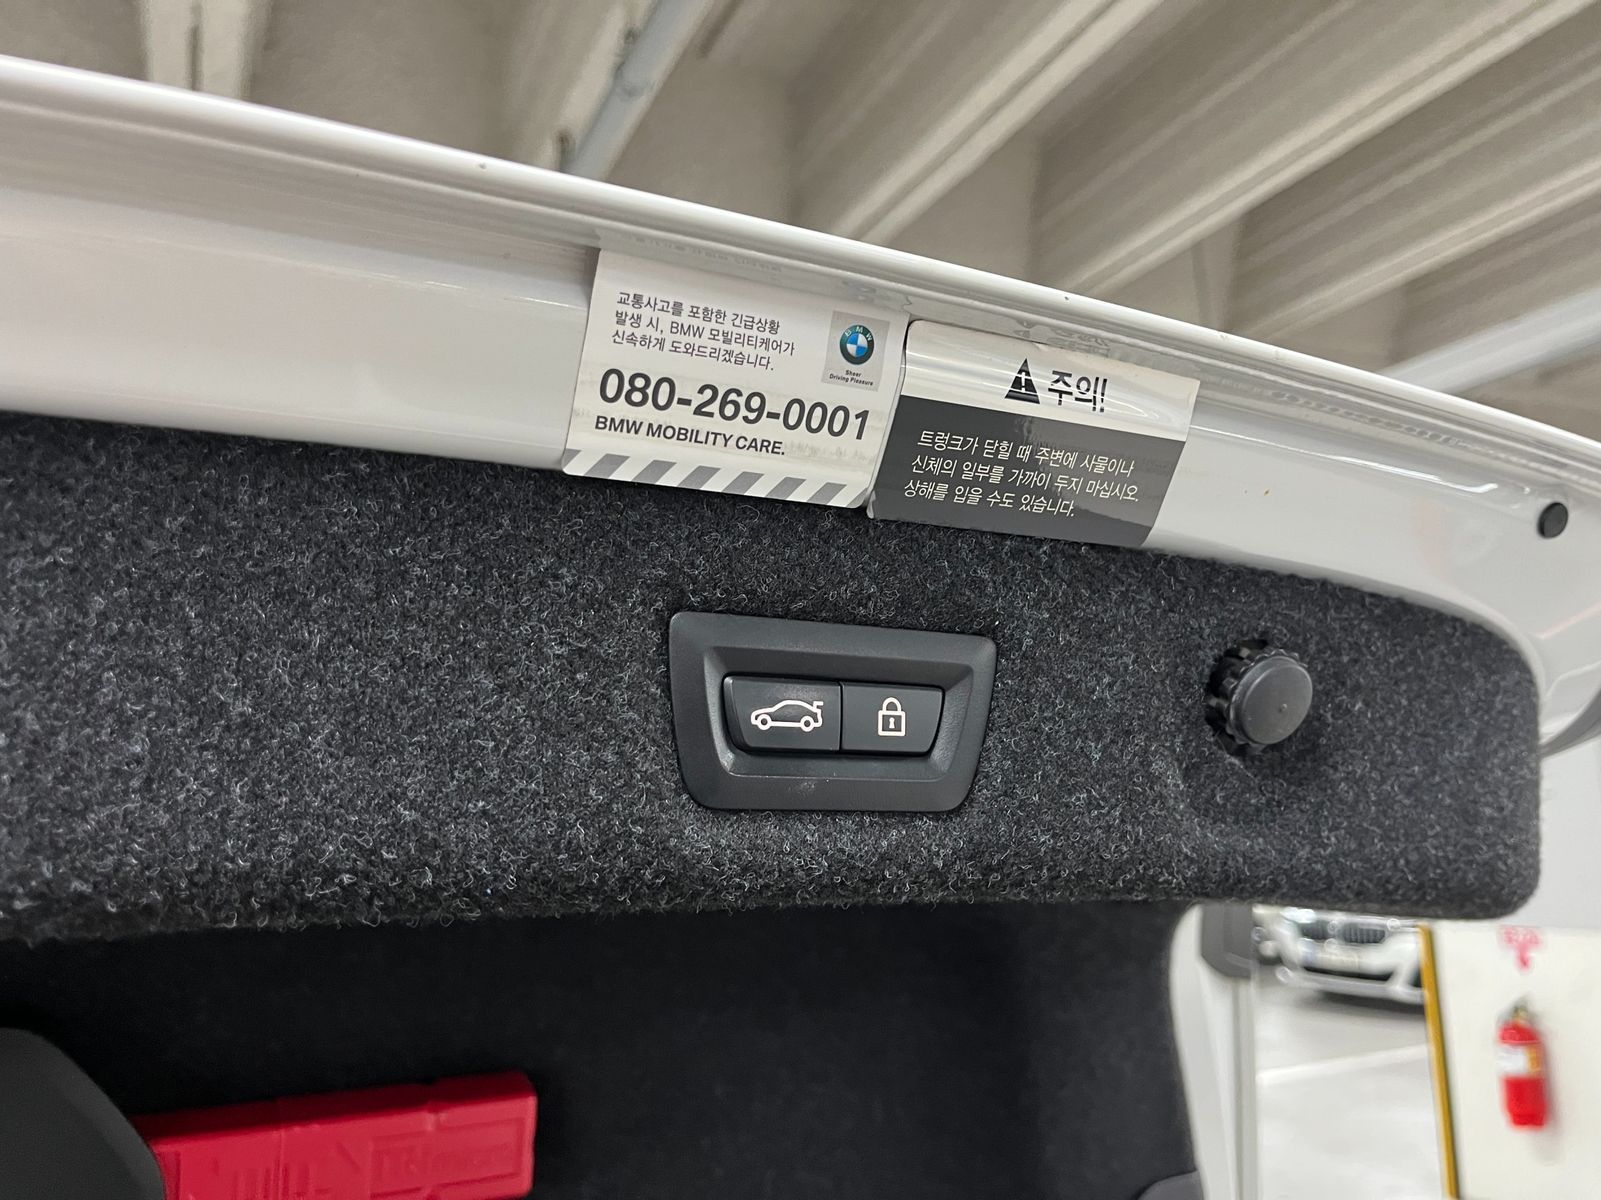 교통사고를 포함한 긴급상황
발생 시, BMW 모빌리티케어가
신속하게 도와드리겠습니다.
BMW
Sheer
Driving Pleasure
080-269-0001
BMW MOBILITY CARE.
주의!
트렁크가 닫힐 때 주변에 사물이나
신체의 일부를 가까이 두지 마십시오.
상해를 입을 수도 있습니다.